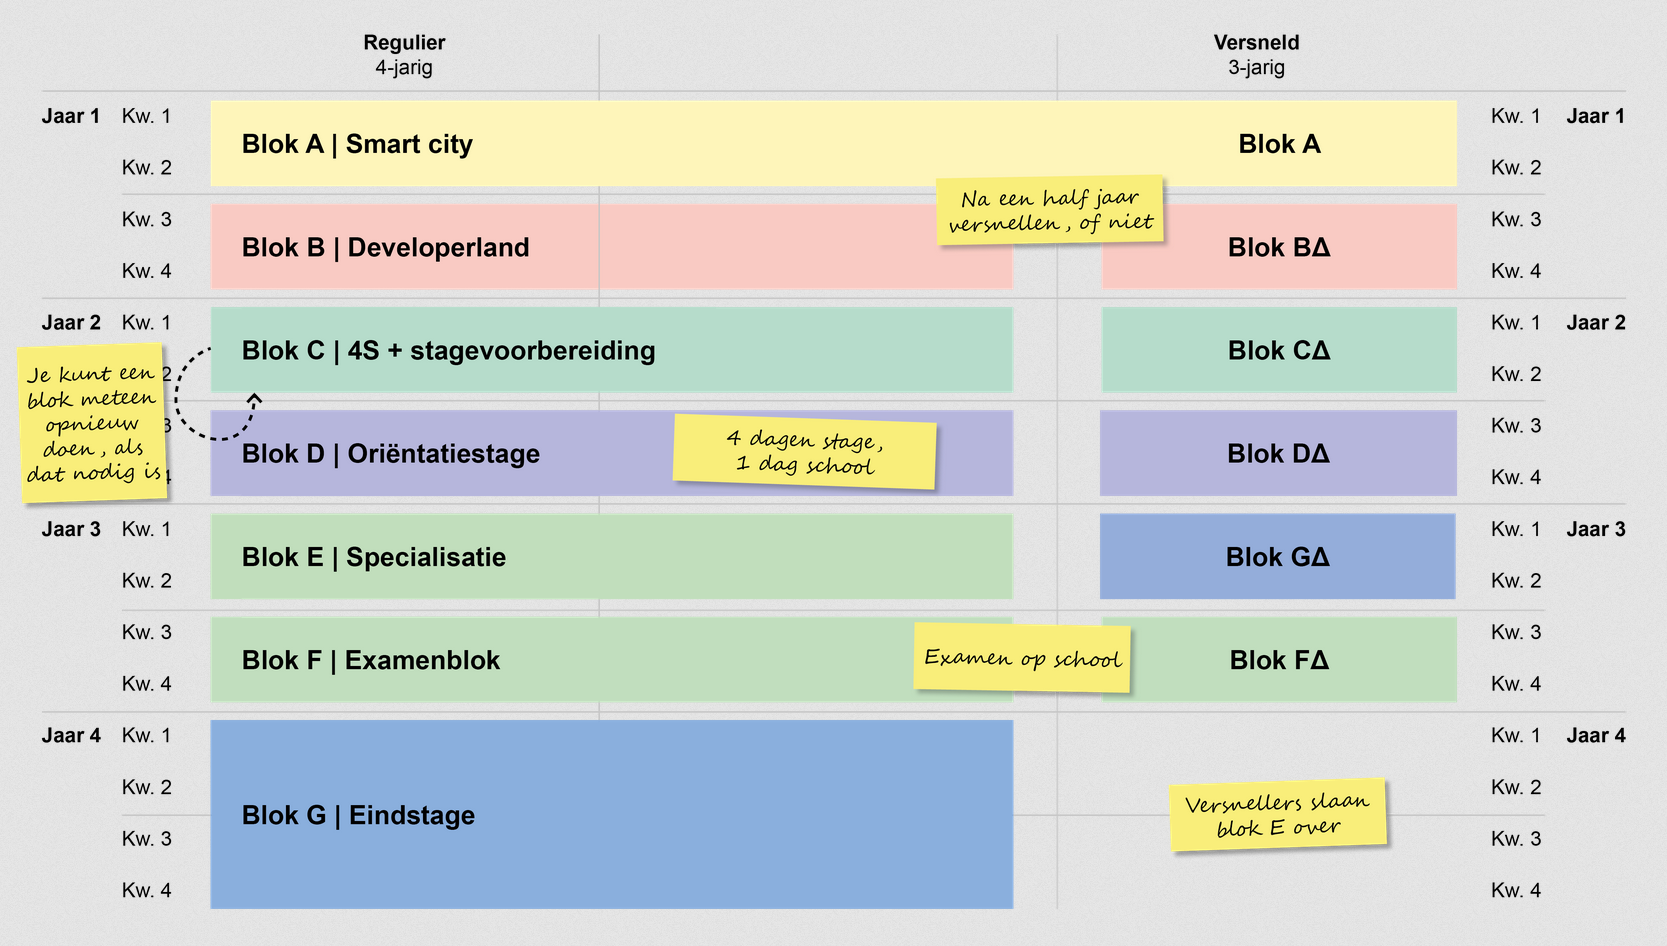 Regulier
4-jarig
Versneld
3-jarig
Jaar 1 Kw. 1
Blok A | Smart city
Blok A
Kw. 1 Jaar 1
Kw. 2
Kw. 2
Na een half jaar
versnellen, of niet
Kw. 3
Blok B | Developerland
Blok BΔ
Kw. 3
Kw. 4
Kw. 4
Jaar 2 Kw. 1
Blok C | 4S + stagevoorbereiding
Blok CΔ
Kw. 1 Jaar 2
2
Kw. 2
Je kunt een
blok meteen
opnieuw
doen, als
dat nodig is
3
Blok D | Oriëntatiestage
4 dagen stage,
1 dag school
Blok DΔ
Kw. 3
4
Kw. 4
Jaar 3 Kw. 1
Blok E | Specialisatie
Blok GΔ
Kw. 1 Jaar 3
Kw. 2
Kw. 2
Kw. 3
Blok F | Examenblok
Examen op school
Blok FΔ
Kw. 3
Kw. 4
Kw. 4
Jaar 4 Kw. 1
Kw. 1 Jaar 4
Kw. 2
Kw. 2
Blok G | Eindstage
Versnellers slaan
blok E over
Kw. 3
Kw. 3
Kw. 4
Kw. 4